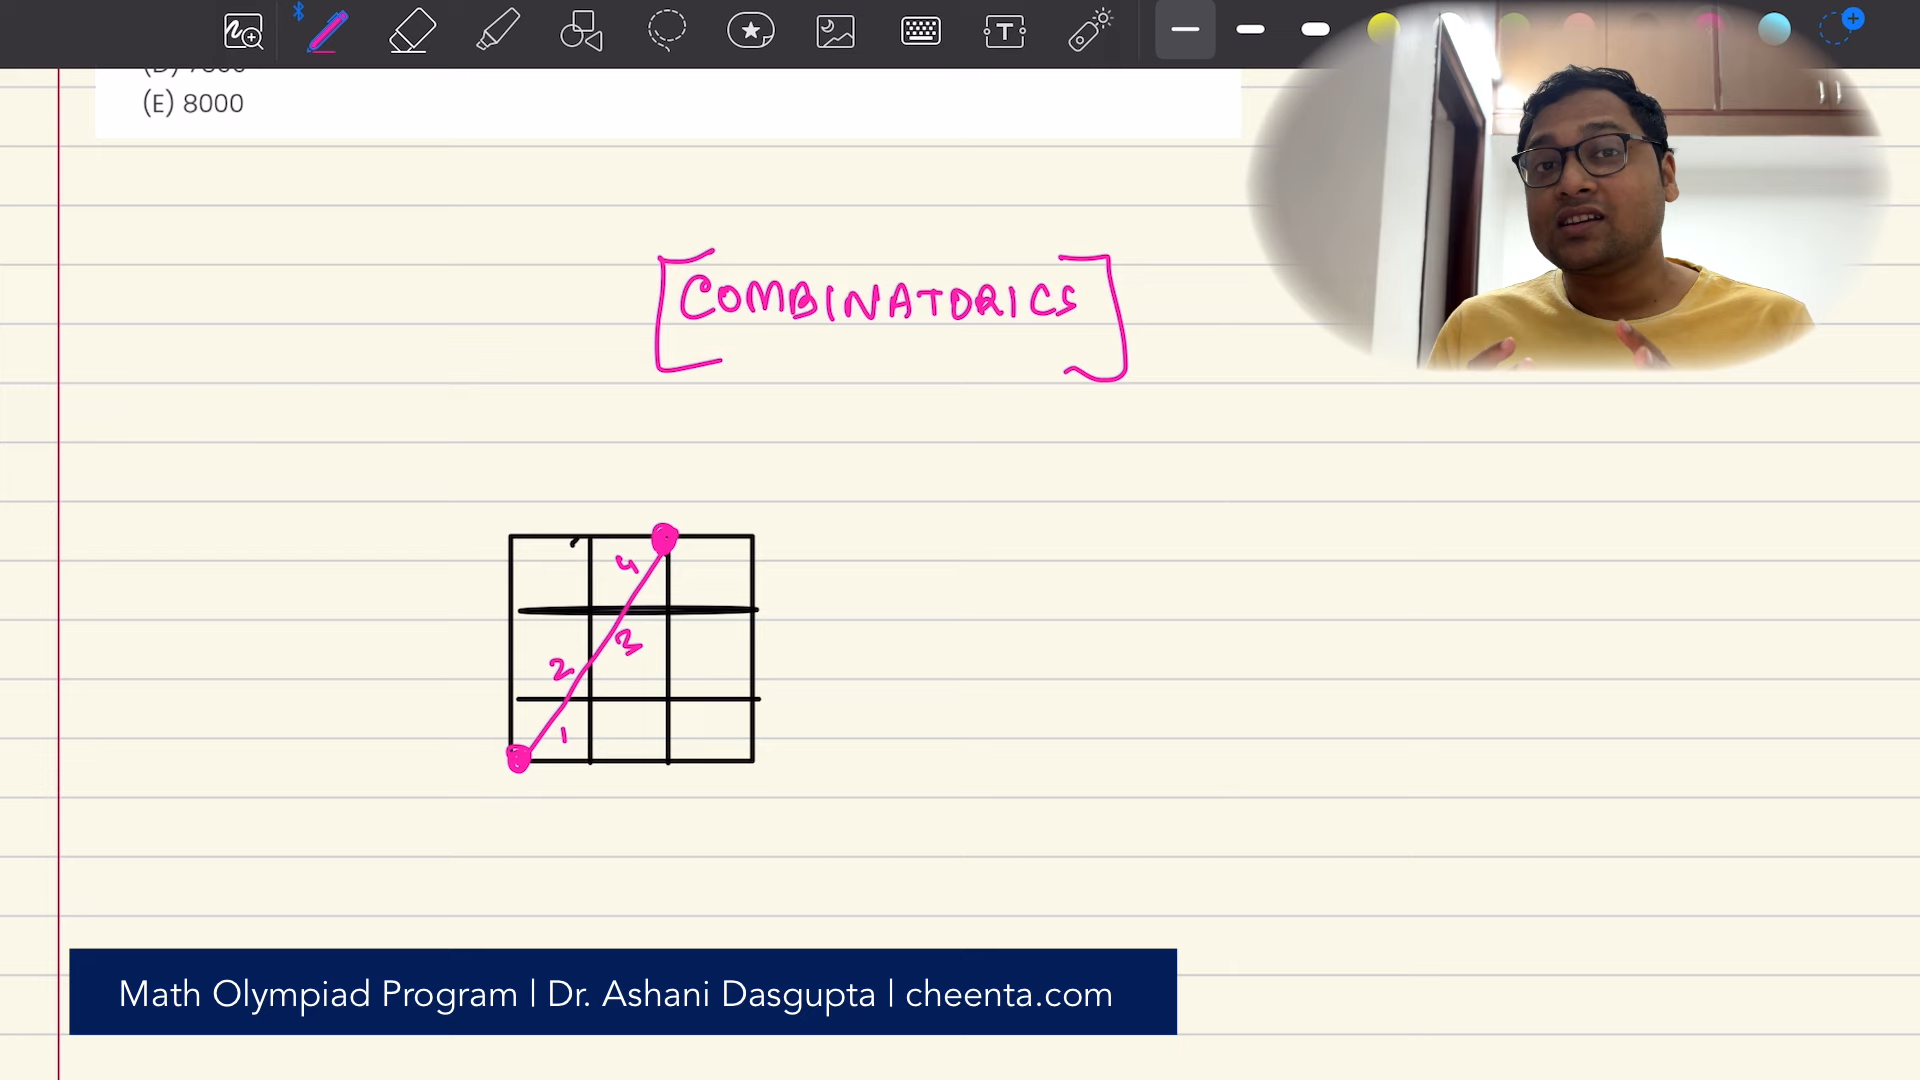 T
(E) 8000
[COMBINATORICS]
4
3
2
1
Math Olympiad Program | Dr. Ashani Dasgupta | cheenta.com